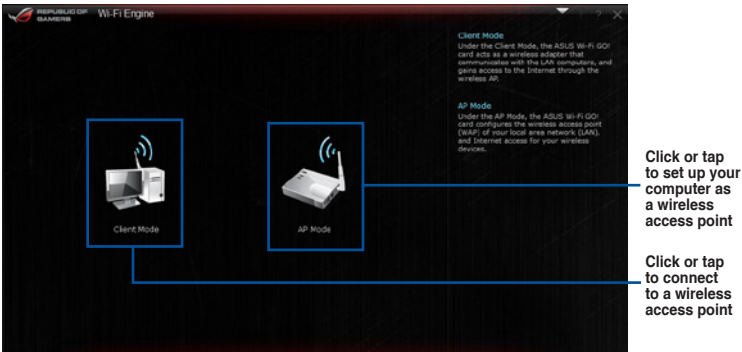 REPUBLIC OF
GAMERS
Wi-Fi Engine
?
Client Mode
Under the Client Mode, the ASUS Wi-Fi GO!
card acts as a wireless adapter that
communicates with the LAN computers, and
gains access to the Internet through the
wireless AP.
AP Mode
Under the AP Mode, the ASUS Wi-Fi GO!
card configures the wireless access point
(WAP) of your local area network (LAN),
and Internet access for your wireless
devices.
Client Mode
AP Mode
Click or tap
to set up your
computer as
a wireless
access point
Click or tap
to connect
to a wireless
access point